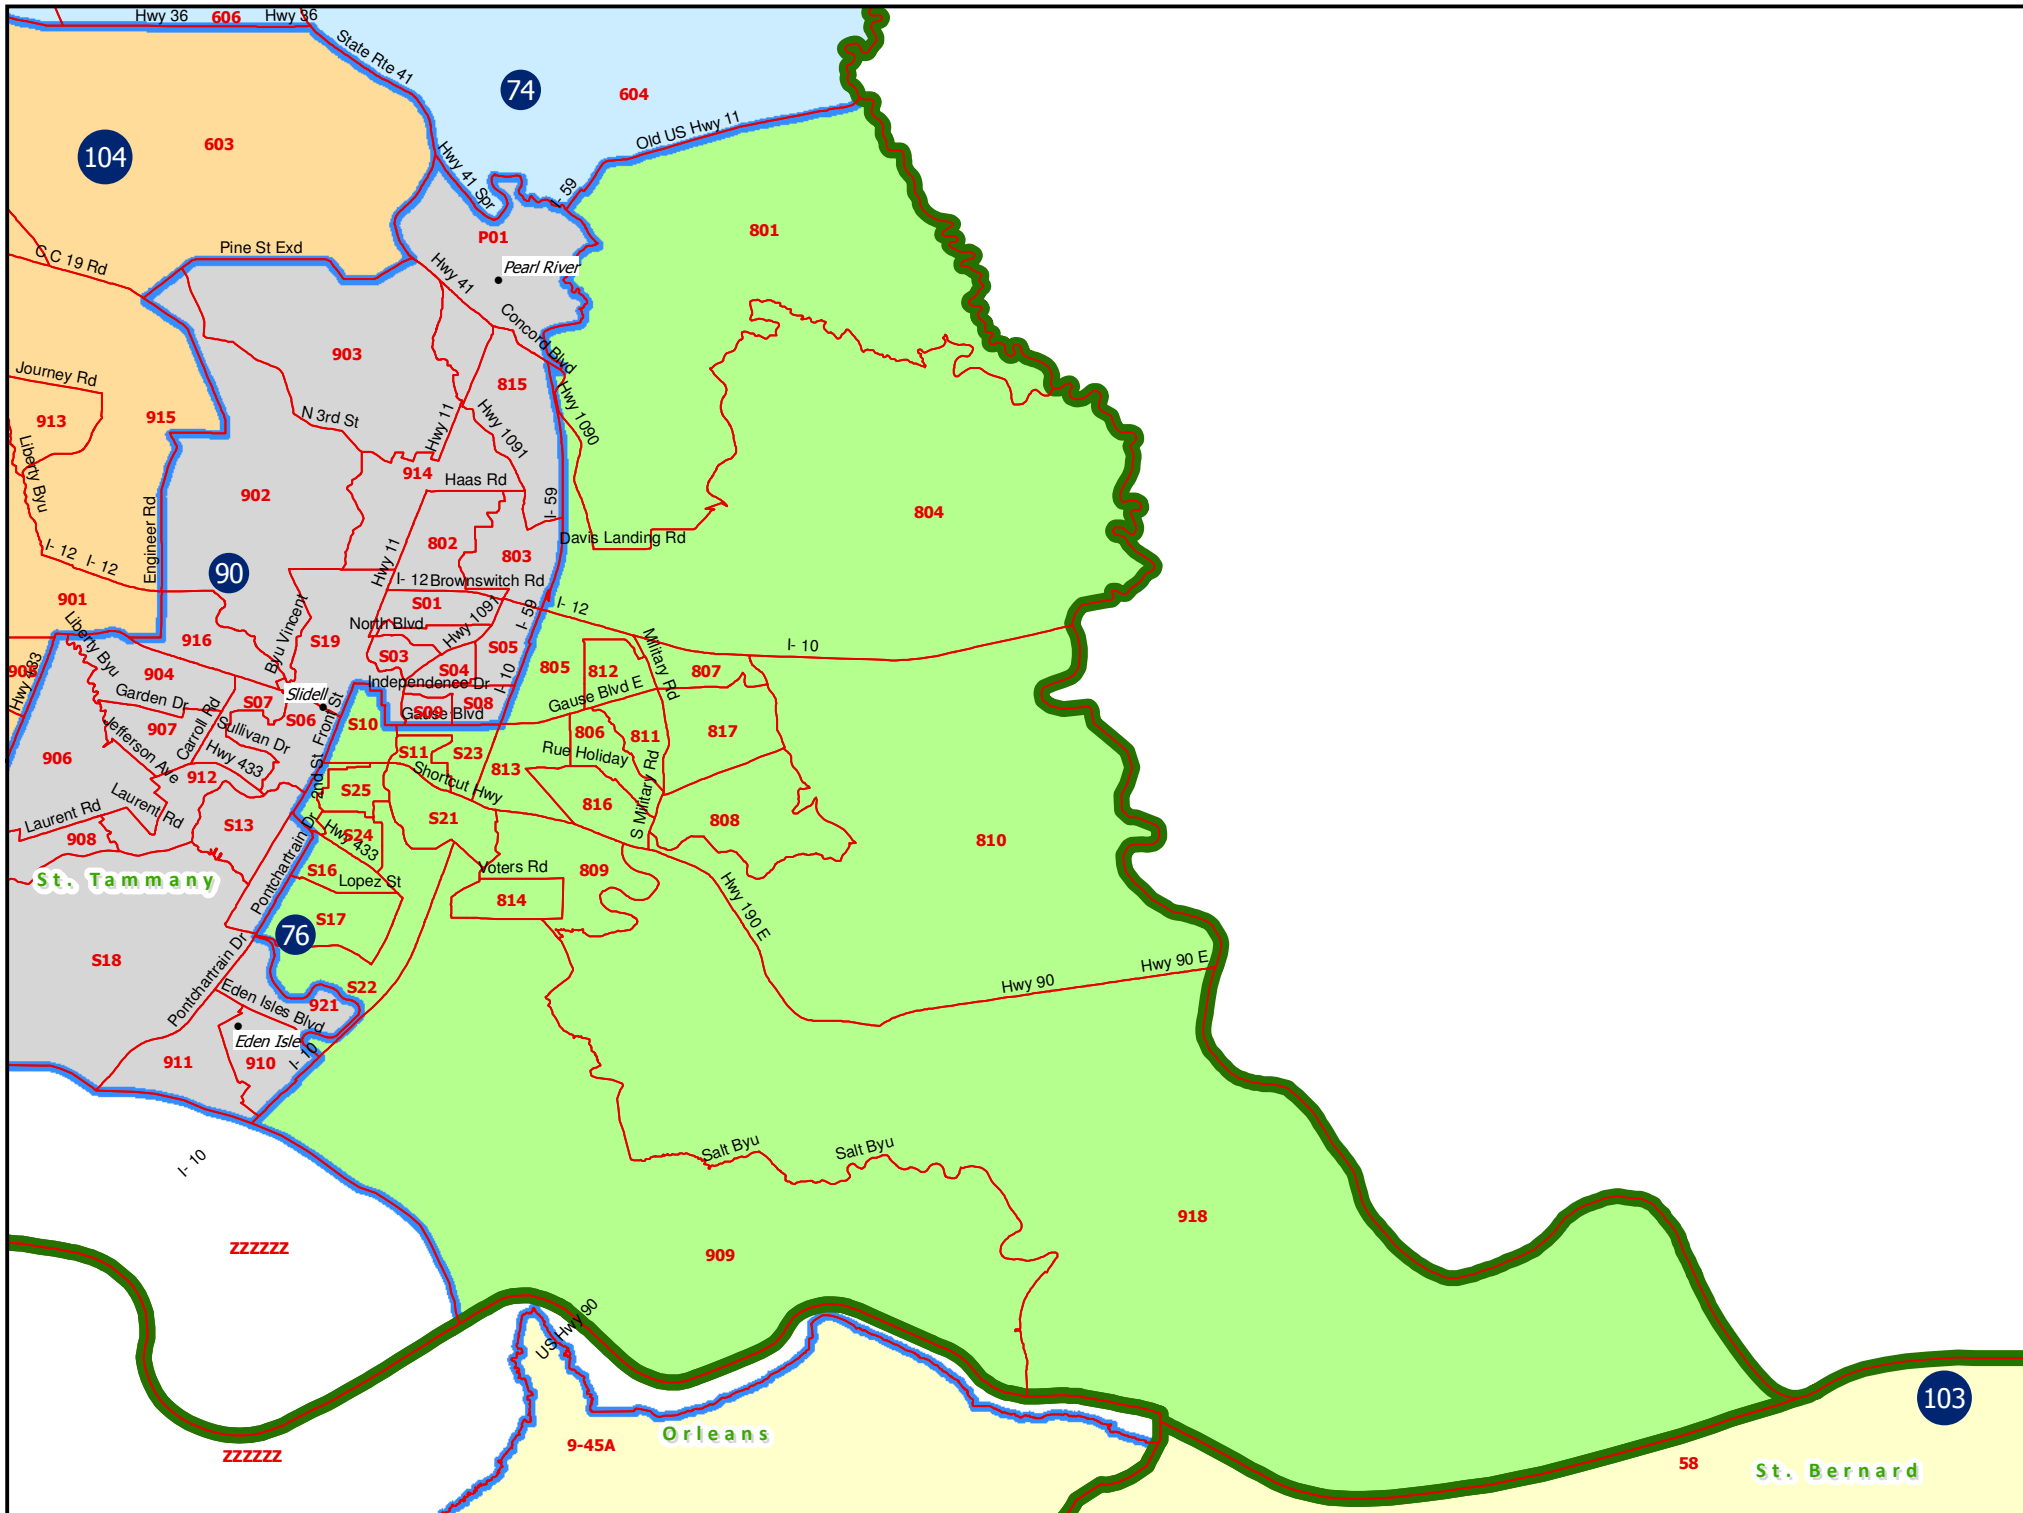 Hwy 36
606
Hwy 36
State Rte 41
74
604
Old US Hwy 11
104
603
Hwy 41 Spr
I- 59
P01
801
C C 19 Rd
Pine St Exd
Hwy 41
Pearl River
Concord Blvd
903
815
Journey Rd
913
915
N 3rd St
Hwy 11
Hwy 1091
Hwy 1090
Liberty Byu
914
Haas Rd
902
Engineer Rd
I- 59
804
Davis Landing Rd
802
803
I- 12
I- 12
90
Hwy 11
I- 12
Brownswitch Rd
901
S01
Hwy 1091
I- 59
I- 12
Liberty Byu
916
Byu Vincent
S19
North Blvd
S03
S04
S05
Military Rd
I- 10
Hwy 433
904
805
812
807
Independence Dr
I- 10
Garden Dr
Slidell
S07
S06
S09
S08
Gause Blvd
Gause Blvd E
Carroll Rd
907
Sullivan Dr
Front St
S10
Jefferson Ave
Hwy 433
806
811
817
906
912
2nd St
S11
S23
813
Rue Holiday
Shortcut Hwy
S25
Laurent Rd
Laurent Rd
816
S Military Rd
S13
S21
808
908
Pontchartrain Dr
Hwy 433
S24
810
St. Tammany
S16
Lopez St
Voters Rd
809
814
Hwy 190 E
S17
76
S18
Pontchartrain Dr
Hwy 90
Hwy 90 E
S22
Eden Isles Blvd
921
Eden Isle
911
910
I- 10
I- 10
Salt Byu
Salt Byu
918
ZZZZZZ
909
US Hwy 90
103
Orleans
9-45A
ZZZZZZ
58
St. Bernard